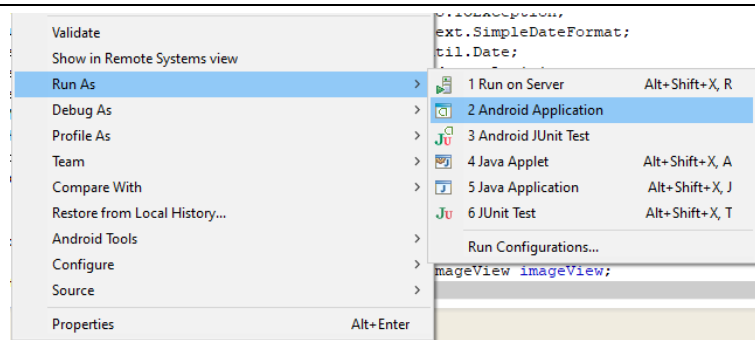 ext.SimpleDateFormat;
Validate
til.Date;
Show in Remote Systems view
Run As >
1 Run on Server Alt+Shift+X, R
Debug As >
2 Android Application
Profile As >
3 Android JUnit Test
Team >
4 Java Applet Alt+Shift+X, A
Compare With >
5 Java Application Alt+Shift+X, J
Restore from Local History...
6 JUnit Test Alt+Shift+X, T
Android Tools >
Run Configurations...
Configure >
mageView imageView;
Source >
Properties Alt+Enter